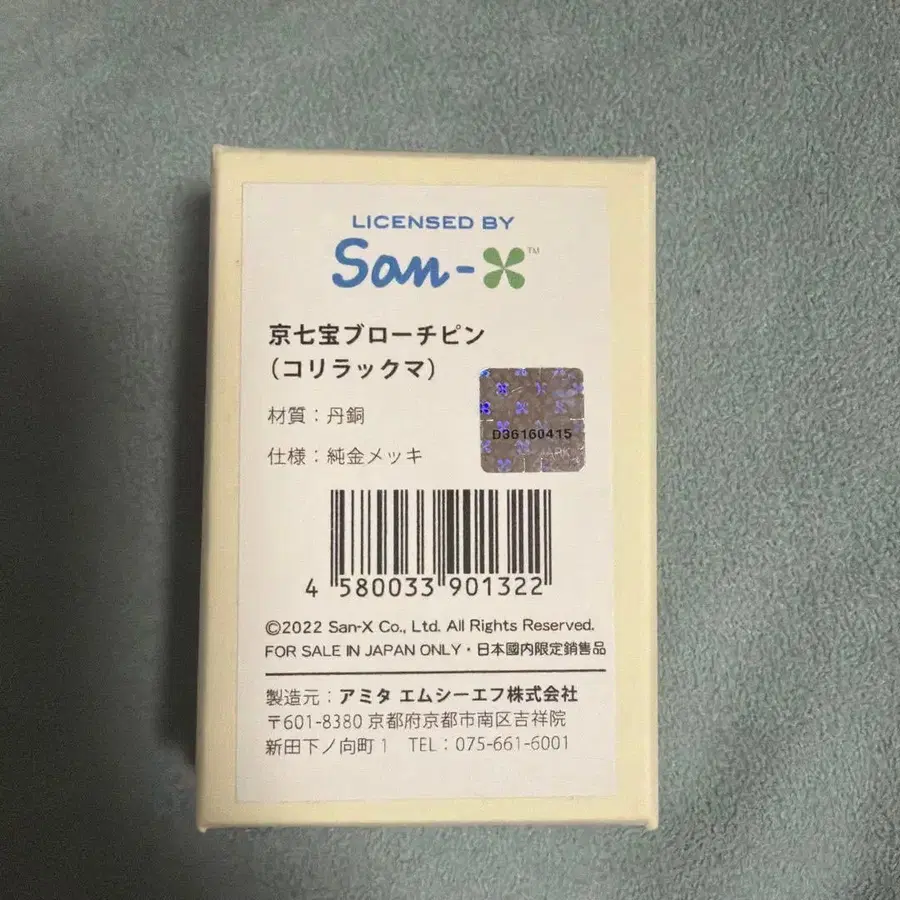 LICENSED BY
San-X™
京七宝ブローチピン
（コリラックマ）
材質：丹銅
D36160415
仕様：純金メッキ
4 580033 901322
©2022 San-X Co., Ltd. All Rights Reserved.
FOR SALE IN JAPAN ONLY・日本國内限定銷售品
製造元：アミタ エムシーエフ株式会社
〒601-8380 京都府京都市南区吉祥院
新田下ノ向町 1 TEL：075-661-6001